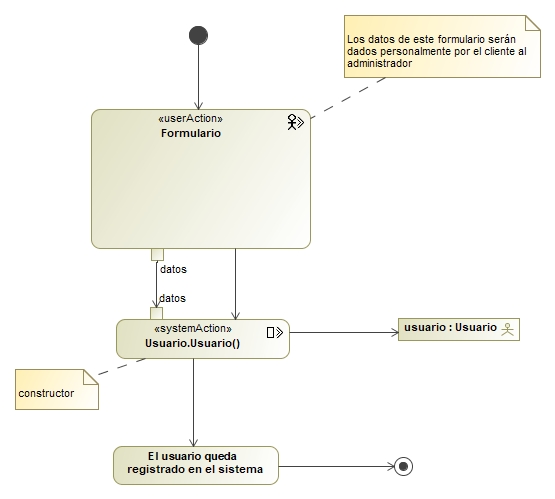 Los datos de este formulario serán
dados personalmente por el cliente al
administrador
«userAction»
Formulario
datos
datos
«systemAction»
Usuario.Usuario()
usuario : Usuario
constructor
El usuario queda
registrado en el sistema